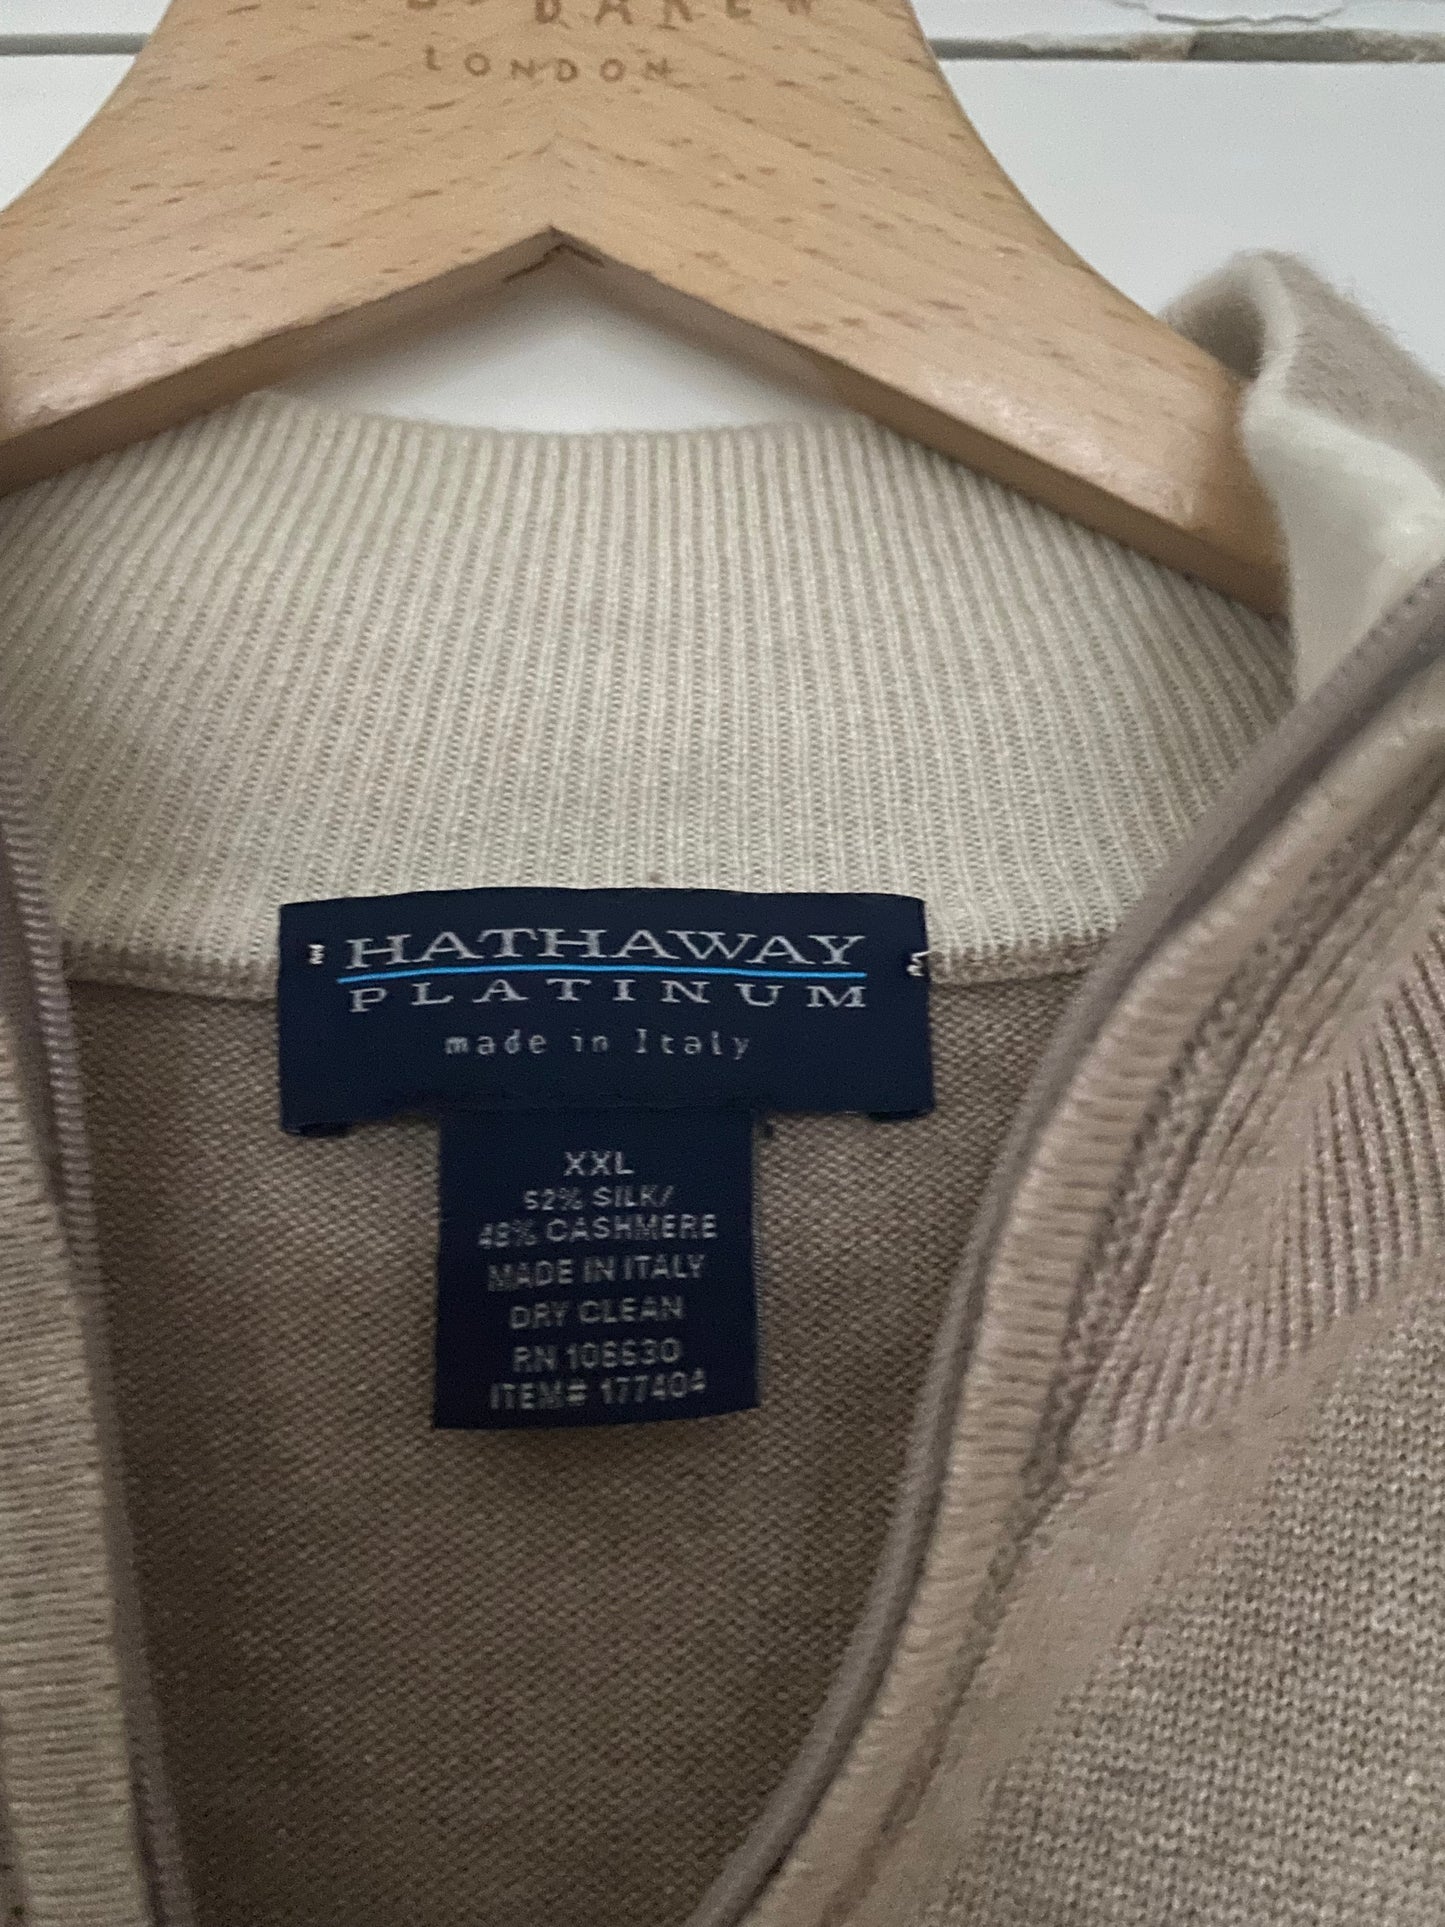 BAKER
LONDON
HATHAWAY
PLATINUM
made in Italy
XXL
52% SILK/
48% CASHMERE
MADE IN ITALY
DRY CLEAN
RN 106630
ITEM# 177404